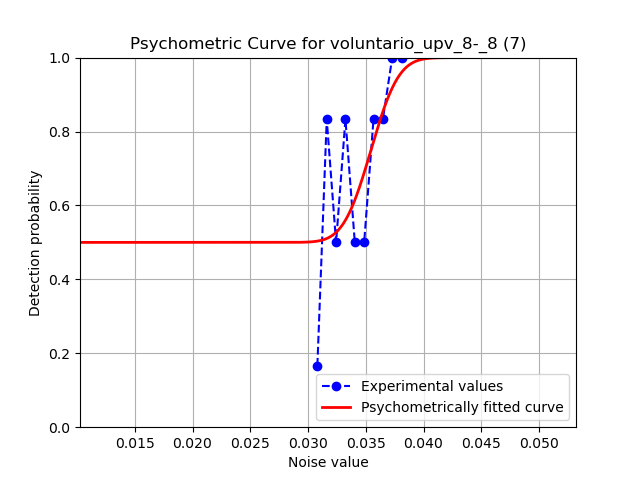 Psychometric Curve for voluntario_upv_8-_8 (7)
1.0
0.8
0.6
0.4
0.2
0.0
Detection probability
Experimental values
Psychometrically fitted curve
0.015 0.020 0.025 0.030 0.035 0.040 0.045 0.050
Noise value